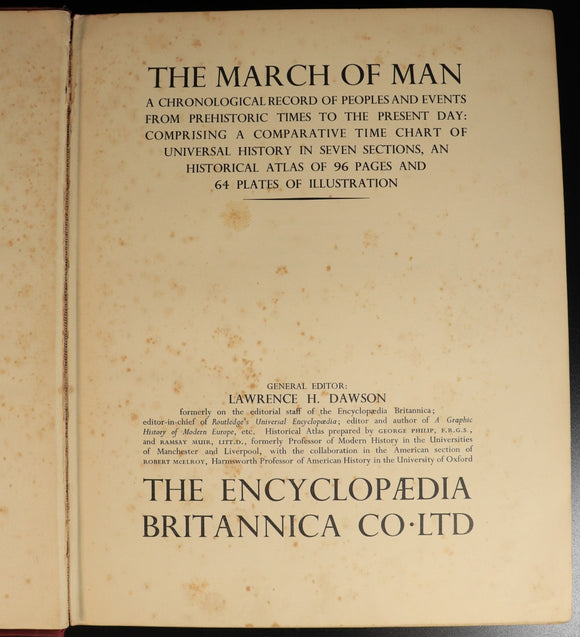 THE MARCH OF MAN
A CHRONOLOGICAL RECORD OF PEOPLES AND EVENTS
FROM PREHISTORIC TIMES TO THE PRESENT DAY:
COMPRISING A COMPARATIVE TIME CHART OF
UNIVERSAL HISTORY IN SEVEN SECTIONS, AN
HISTORICAL ATLAS OF 96 PAGES AND
64 PLATES OF ILLUSTRATION
GENERAL EDITOR:
LAWRENCE H. DAWSON
formerly on the editorial staff of the Encyclopædia Britannica;
editor-in-chief of Routledge's Universal Encyclopædia; editor and author of A Graphic
History of Modern Europe, etc. Historical Atlas prepared by GEORGE PHILIP, F.R.G.S.,
and RAMSAY MUIR, LITT.D., formerly Professor of Modern History in the Universities
of Manchester and Liverpool, with the collaboration in the American section of
ROBERT McELROY, Harmsworth Professor of American History in the University of Oxford
THE ENCYCLOPÆDIA
BRITANNICA CO·LTD